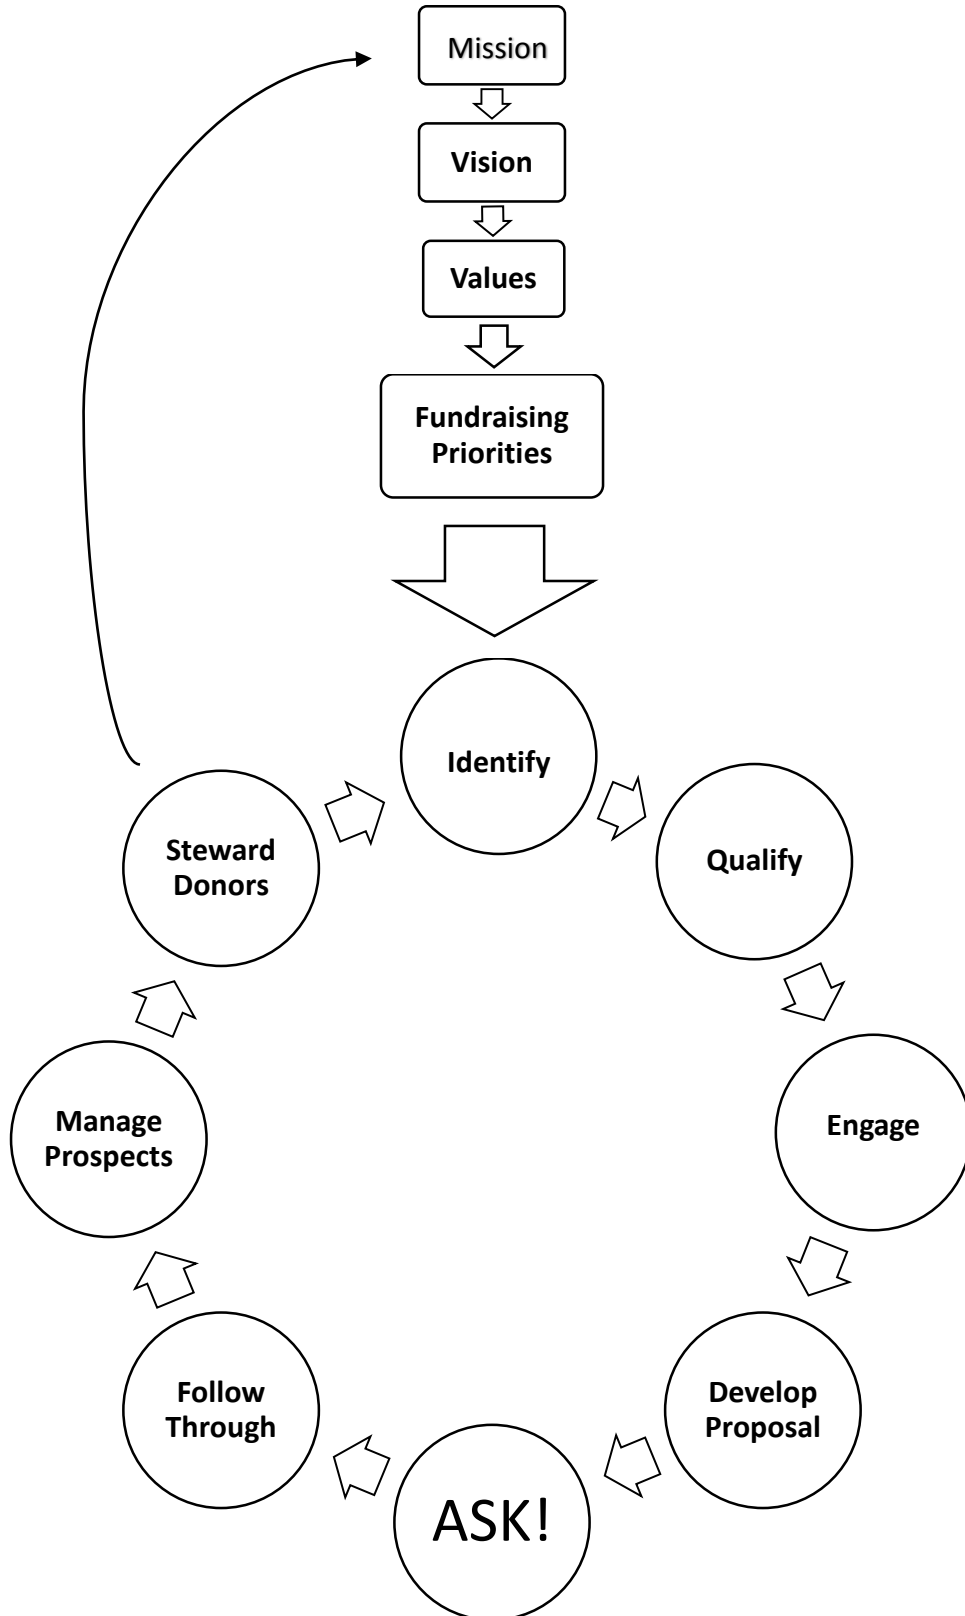 Mission
Vision
Values
Fundraising
Priorities
Identify
Qualify
Engage
Develop
Proposal
ASK!
Follow
Through
Manage
Prospects
Steward
Donors